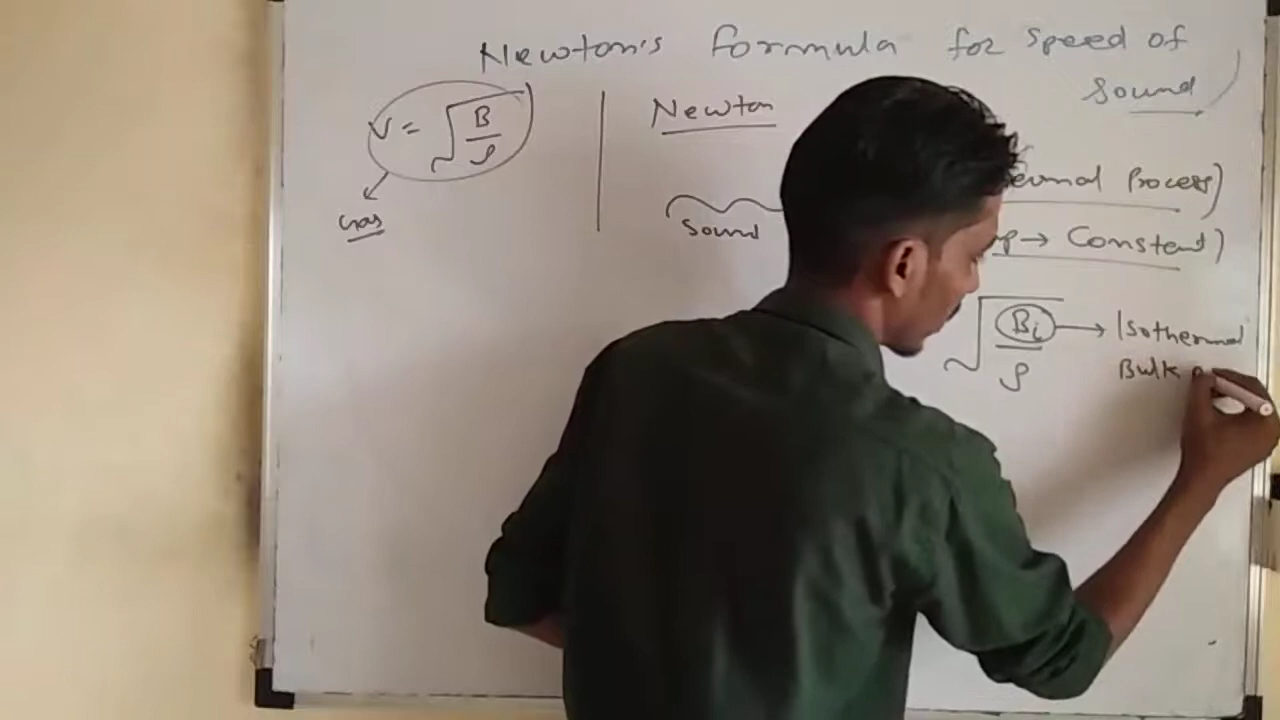 Newton's formula for speed of
sound
V = √B/ρ
Gas
Newton
Sound
Process)
→ Constant)
√Bi/ρ → Isothermal
Bulk